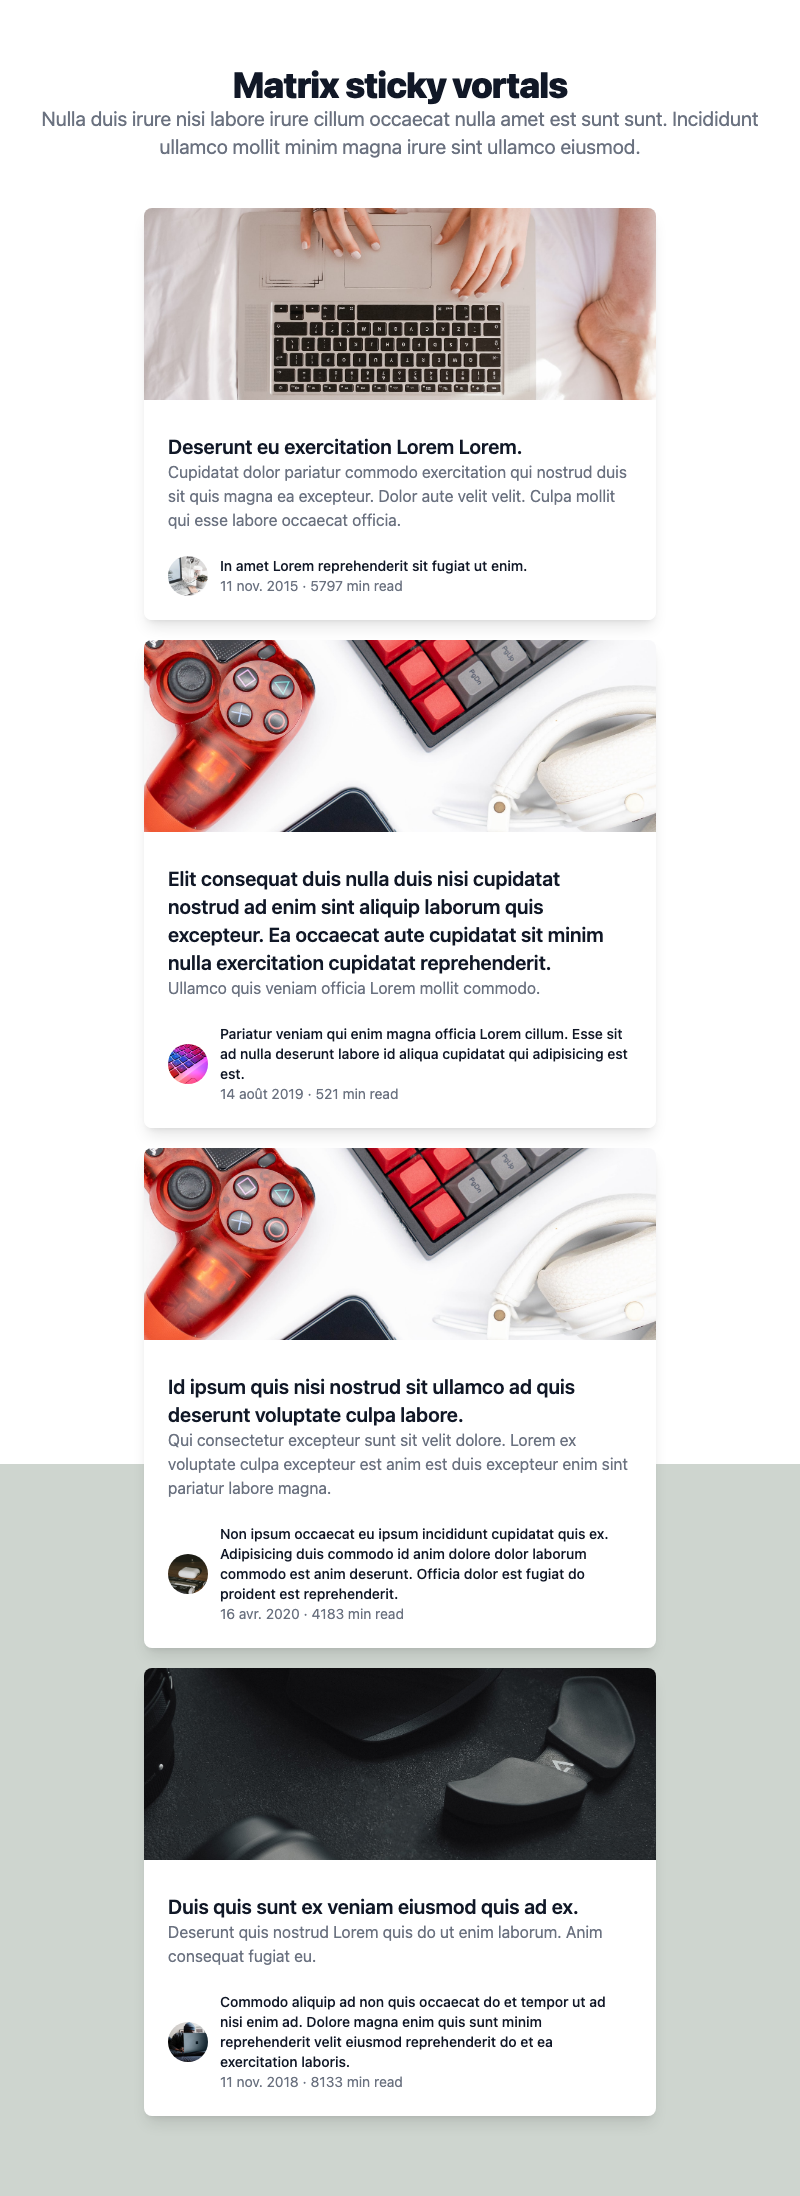 Matrix sticky vortals
Nulla duis irure nisi labore irure cillum occaecat nulla amet est sunt sunt. Incididunt
ullamco mollit minim magna irure sint ullamco eiusmod.
Deserunt eu exercitation Lorem Lorem.
Cupidatat dolor pariatur commodo exercitation qui nostrud duis
sit quis magna ea excepteur. Dolor aute velit velit. Culpa mollit
qui esse labore occaecat officia.
In amet Lorem reprehenderit sit fugiat ut enim.
11 nov. 2015 · 5797 min read
PgUp
PgDn
Elit consequat duis nulla duis nisi cupidatat
nostrud ad enim sint aliquip laborum quis
excepteur. Ea occaecat aute cupidatat sit minim
nulla exercitation cupidatat reprehenderit.
Ullamco quis veniam officia Lorem mollit commodo.
Pariatur veniam qui enim magna officia Lorem cillum. Esse sit
ad nulla deserunt labore id aliqua cupidatat qui adipisicing est
est.
14 août 2019 · 521 min read
PgUp
PgDn
Id ipsum quis nisi nostrud sit ullamco ad quis
deserunt voluptate culpa labore.
Qui consectetur excepteur sunt sit velit dolore. Lorem ex
voluptate culpa excepteur est anim est duis excepteur enim sint
pariatur labore magna.
Non ipsum occaecat eu ipsum incididunt cupidatat quis ex.
Adipisicing duis commodo id anim dolore dolor laborum
commodo est anim deserunt. Officia dolor est fugiat do
proident est reprehenderit.
16 avr. 2020 · 4183 min read
Duis quis sunt ex veniam eiusmod quis ad ex.
Deserunt quis nostrud Lorem quis do ut enim laborum. Anim
consequat fugiat eu.
Commodo aliquip ad non quis occaecat do et tempor ut ad
nisi enim ad. Dolore magna enim quis sunt minim
reprehenderit velit eiusmod reprehenderit do et ea
exercitation laboris.
11 nov. 2018 · 8133 min read